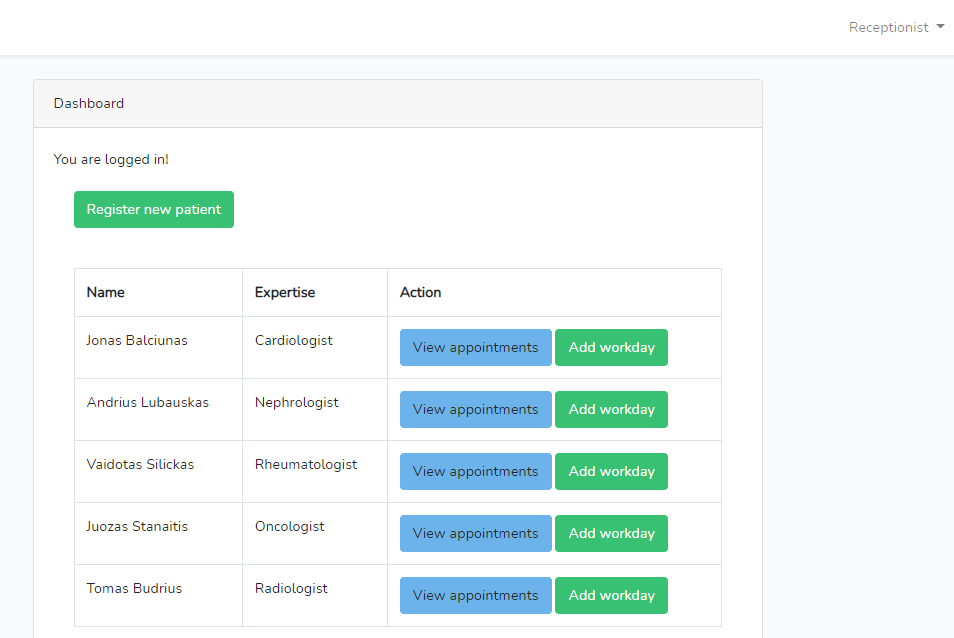 Receptionist
Dashboard
You are logged in!
Register new patient
Name Expertise Action
Jonas Balciunas Cardiologist View appointments Add workday
Andrius Lubauskas Nephrologist View appointments Add workday
Vaidotas Silickas Rheumatologist View appointments Add workday
Juozas Stanaitis Oncologist View appointments Add workday
Tomas Budrius Radiologist View appointments Add workday